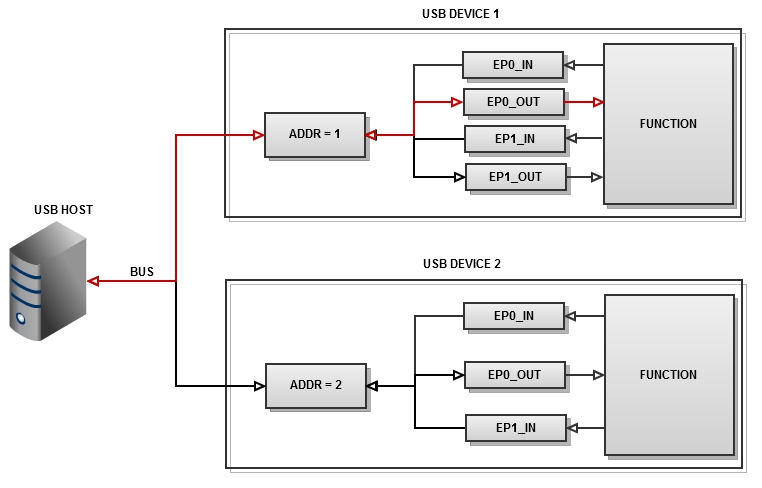 USB DEVICE 1
EP0_IN
EP0_OUT
ADDR = 1
FUNCTION
EP1_IN
EP1_OUT
USB HOST
BUS
USB DEVICE 2
EP0_IN
EP0_OUT
FUNCTION
ADDR = 2
EP1_IN